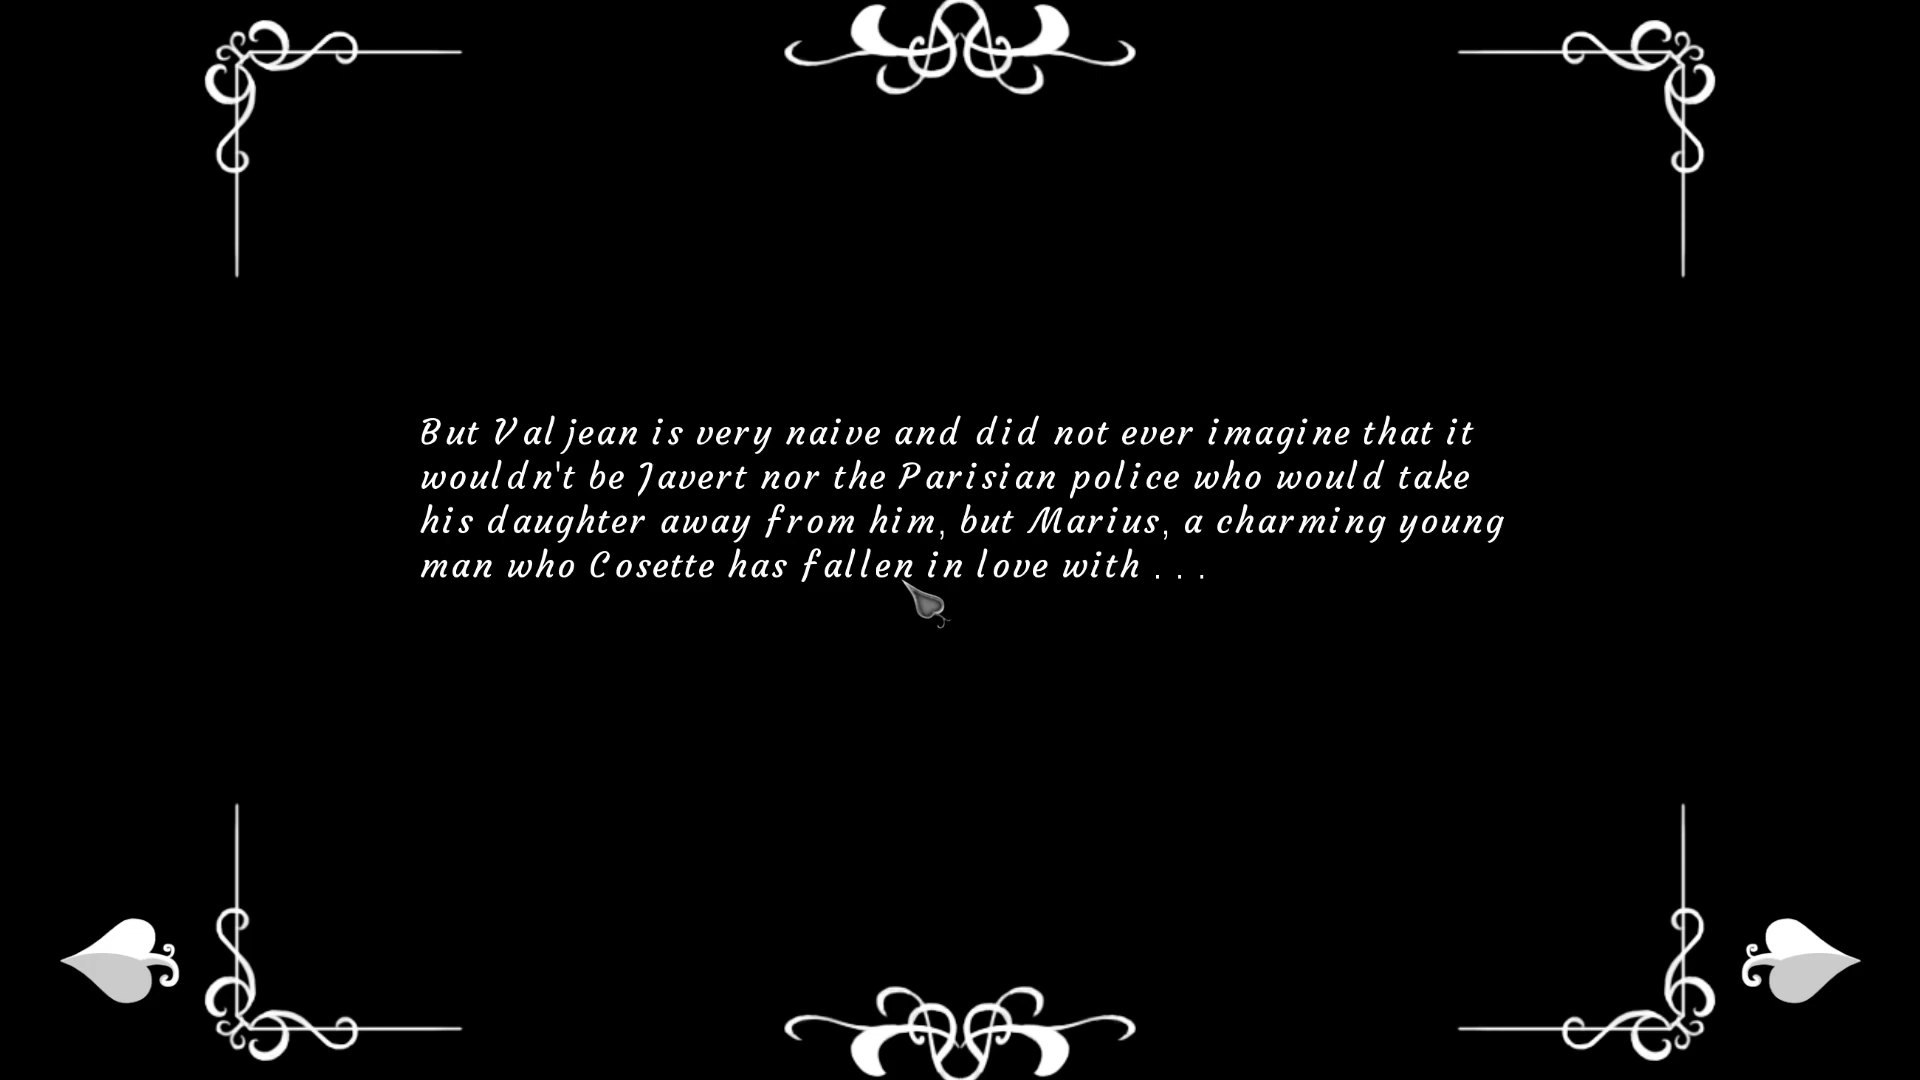 But Valjean is very naive and did not ever imagine that it
wouldn't be Javert nor the Parisian police who would take
his daughter away from him, but Marius, a charming young
man who Cosette has fallen in love with . . .